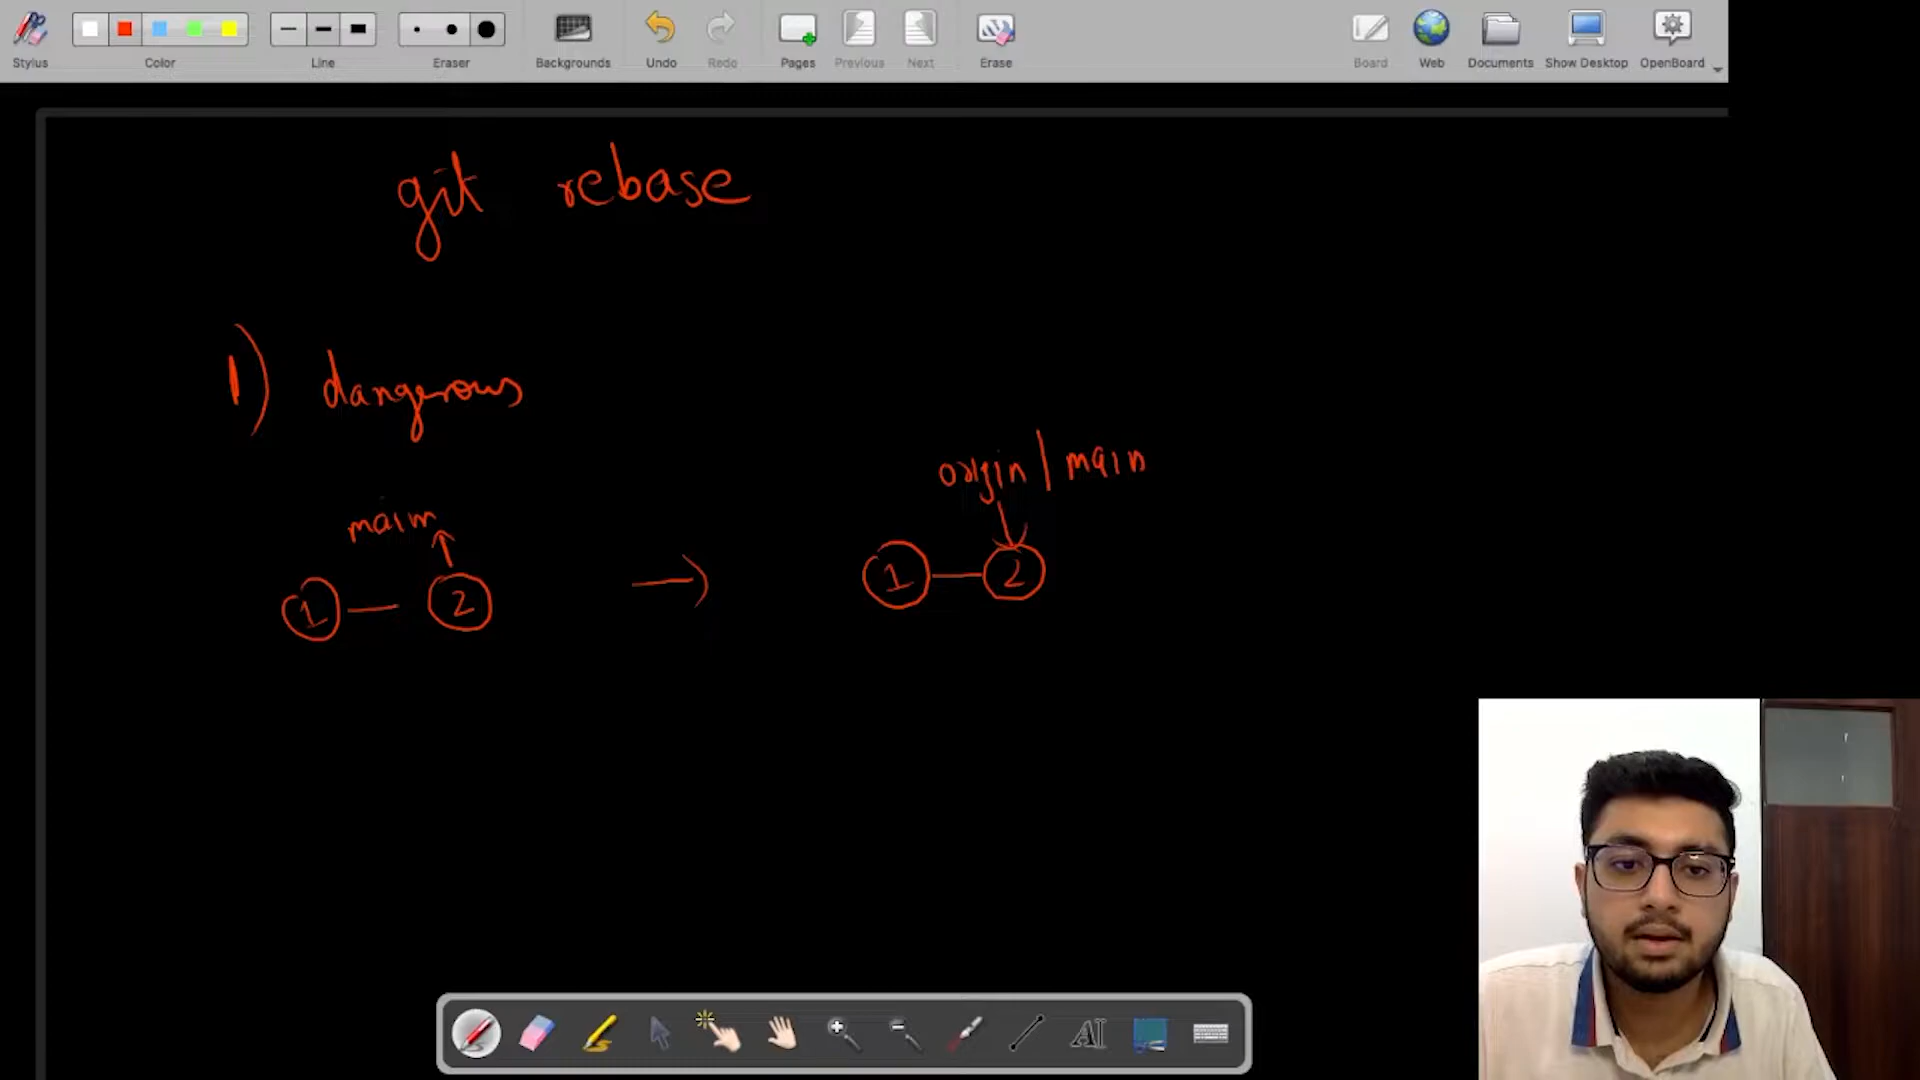 Stylus
Color
Line
Eraser
Backgrounds
Undo
Redo
Pages
Previous
Next
Erase
Board
Web
Documents
Show Desktop
OpenBoard
git rebase
1) dangerous
origin/main
main
1 2
1 2
AI